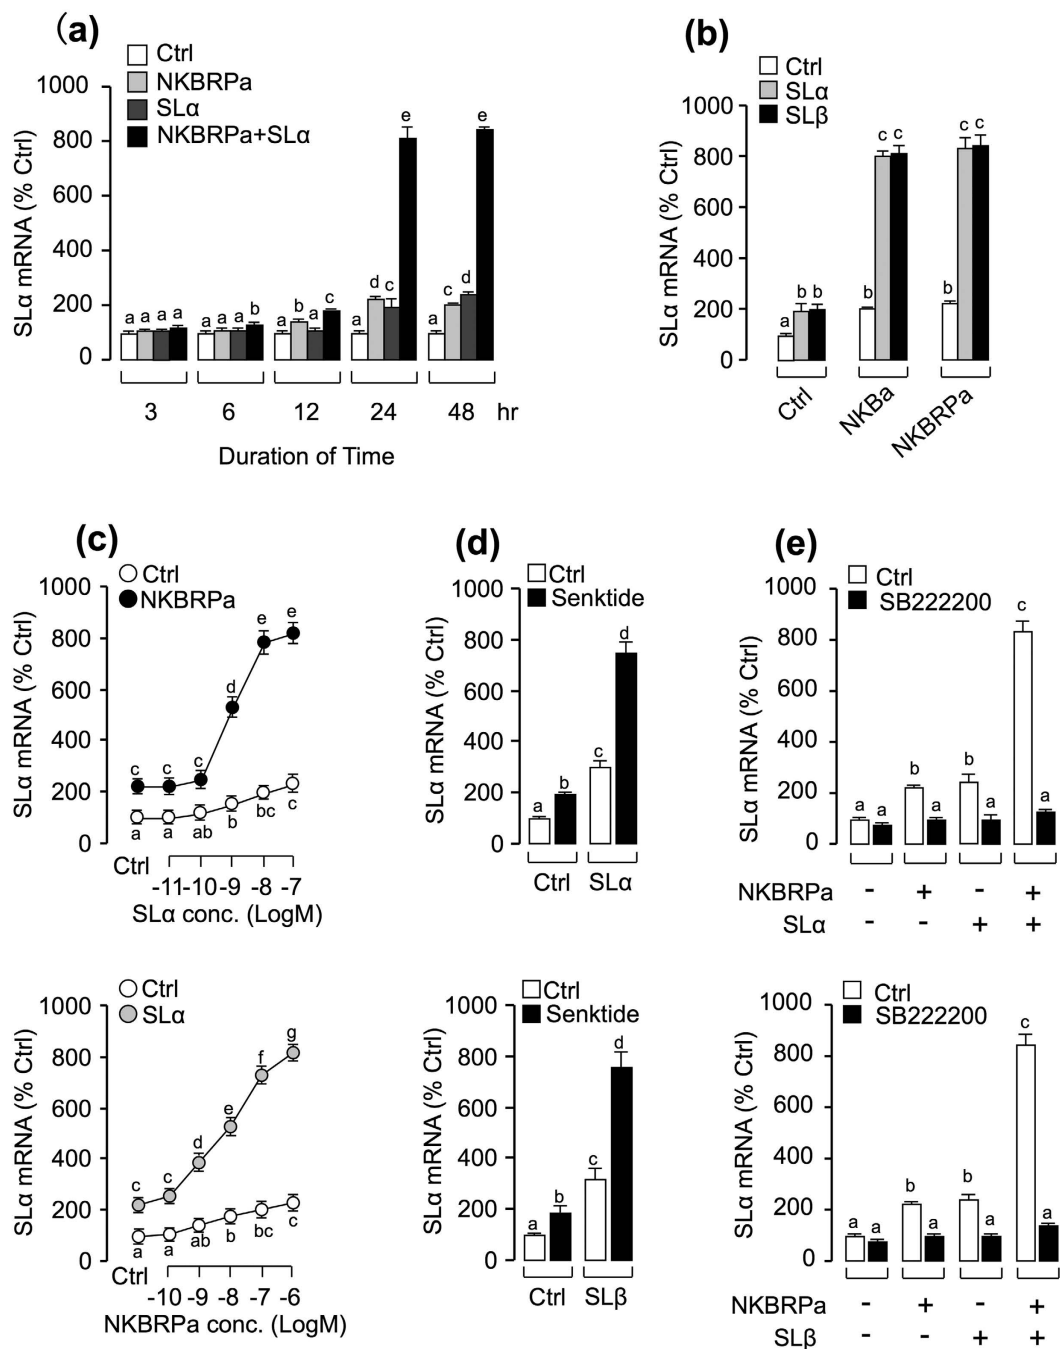 (a)
Ctrl
NKBRPa
SLα
NKBRPa+SLα
SLα mRNA (% Ctrl)
1000
800
600
400
200
0
a a a a
a a a b
a b a c
a d c e
a c d e
3 6 12 24 48 hr
Duration of Time
(b)
Ctrl
SLα
SLβ
SLα mRNA (% Ctrl)
1000
800
600
400
200
0
a b b
b c c
b c c
Ctrl NKBa NKBRPa
(c)
Ctrl
NKBRPa
SLα mRNA (% Ctrl)
1000
800
600
400
200
0
c c c d e e
a a ab b bc c
Ctrl
-11 -10 -9 -8 -7
SLα conc. (LogM)
Ctrl
SLα
SLα mRNA (% Ctrl)
1000
800
600
400
200
0
c c d e f g
a a ab b bc c
Ctrl
-10 -9 -8 -7 -6
NKBRPa conc. (LogM)
(d)
Ctrl
Senktide
SLα mRNA (% Ctrl)
1000
800
600
400
200
0
a b c d
Ctrl SLα
Ctrl
Senktide
SLα mRNA (% Ctrl)
1000
800
600
400
200
0
a b c d
Ctrl SLβ
(e)
Ctrl
SB222200
SLα mRNA (% Ctrl)
1000
800
600
400
200
0
a a b a b a c a
NKBRPa - + - +
SLα - - + +
Ctrl
SB222200
SLα mRNA (% Ctrl)
1000
800
600
400
200
0
a a b a b a c a
NKBRPa - + - +
SLβ - - + +